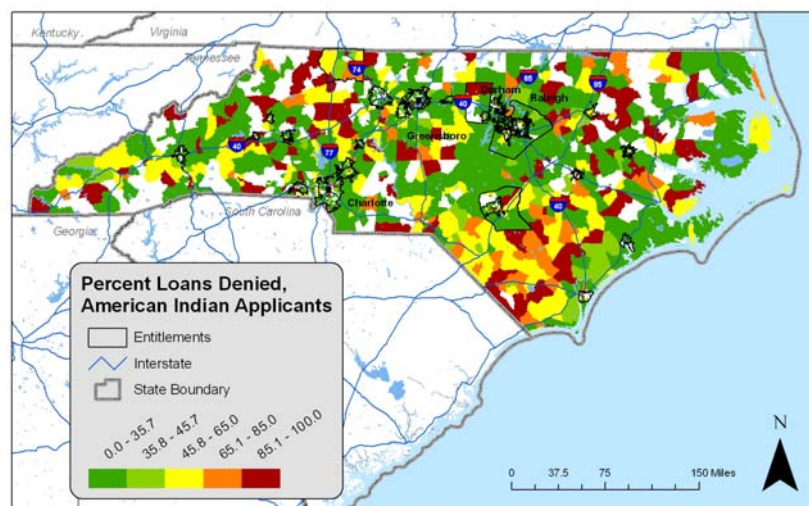 Kentucky
Virginia
Tennessee
74
85
95
Durham
Raleigh
40
Greensboro
40
77
40
Charlotte
South Carolina
Georgia
Percent Loans Denied,
American Indian Applicants
Entitlements
Interstate
State Boundary
0.0 - 35.7
35.8 - 45.7
45.8 - 65.0
65.1 - 85.0
85.1 - 100.0
N
0 37.5 75 150 Miles